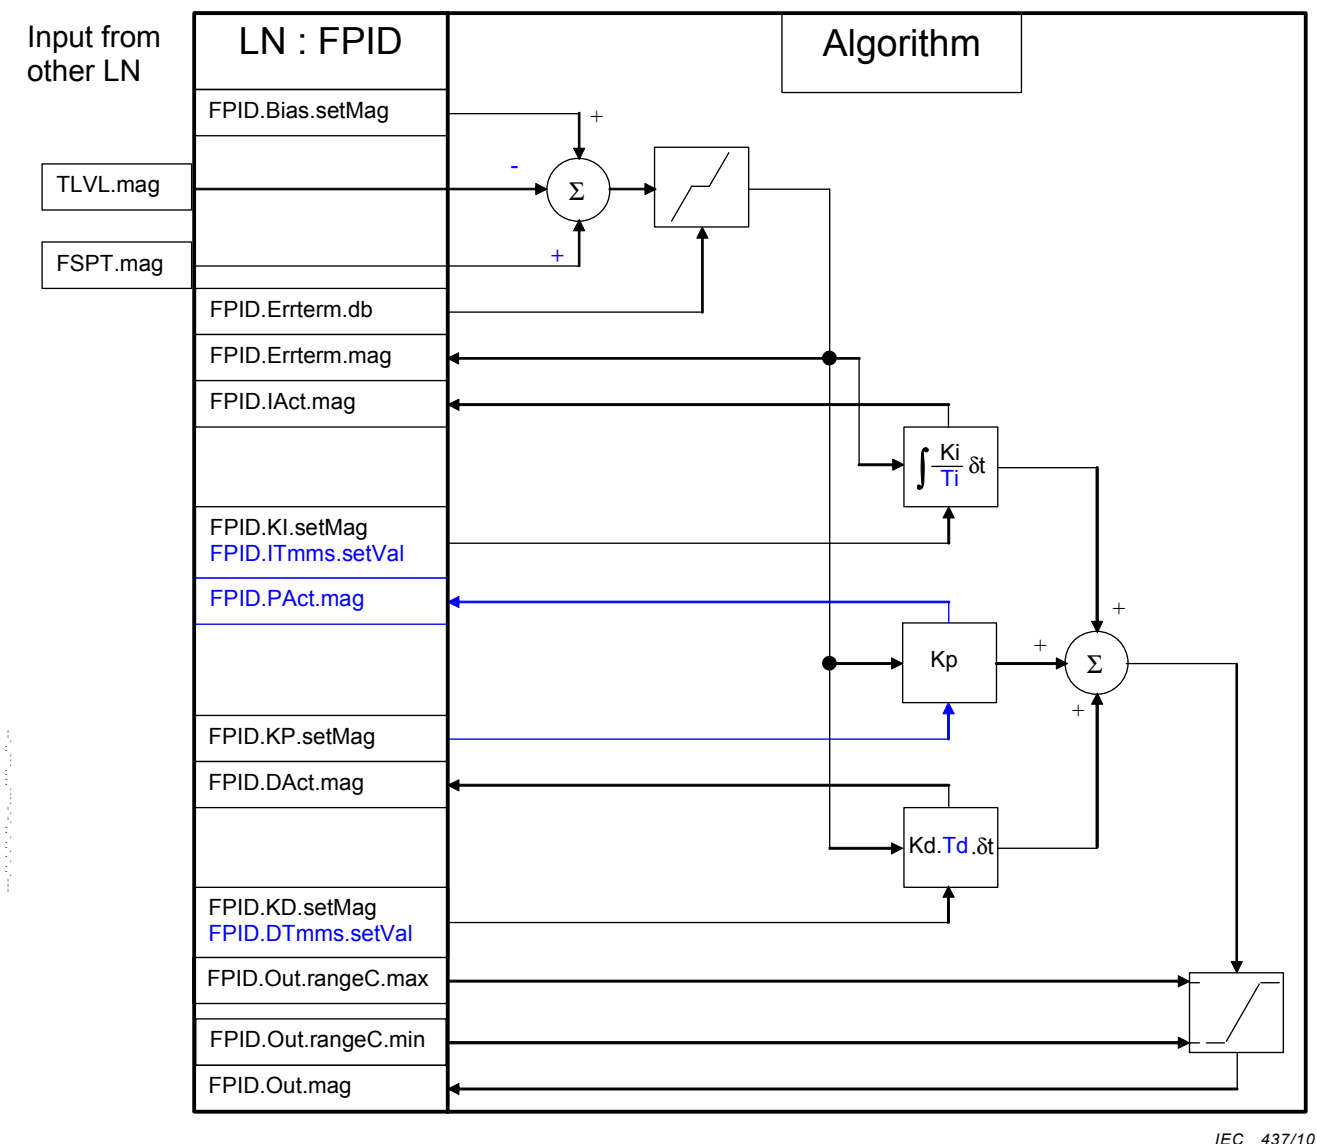 Input from
other LN
LN : FPID
Algorithm
FPID.Bias.setMag
+
-
TLVL.mag
Σ
+
FSPT.mag
FPID.Errterm.db
FPID.Errterm.mag
FPID.IAct.mag
∫ Ki/Ti δt
FPID.KI.setMag
FPID.ITmms.setVal
FPID.PAct.mag
+
+
Kp
Σ
+
FPID.KP.setMag
FPID.DAct.mag
Kd.Td.δt
FPID.KD.setMag
FPID.DTmms.setVal
FPID.Out.rangeC.max
FPID.Out.rangeC.min
FPID.Out.mag
IEC 437/10